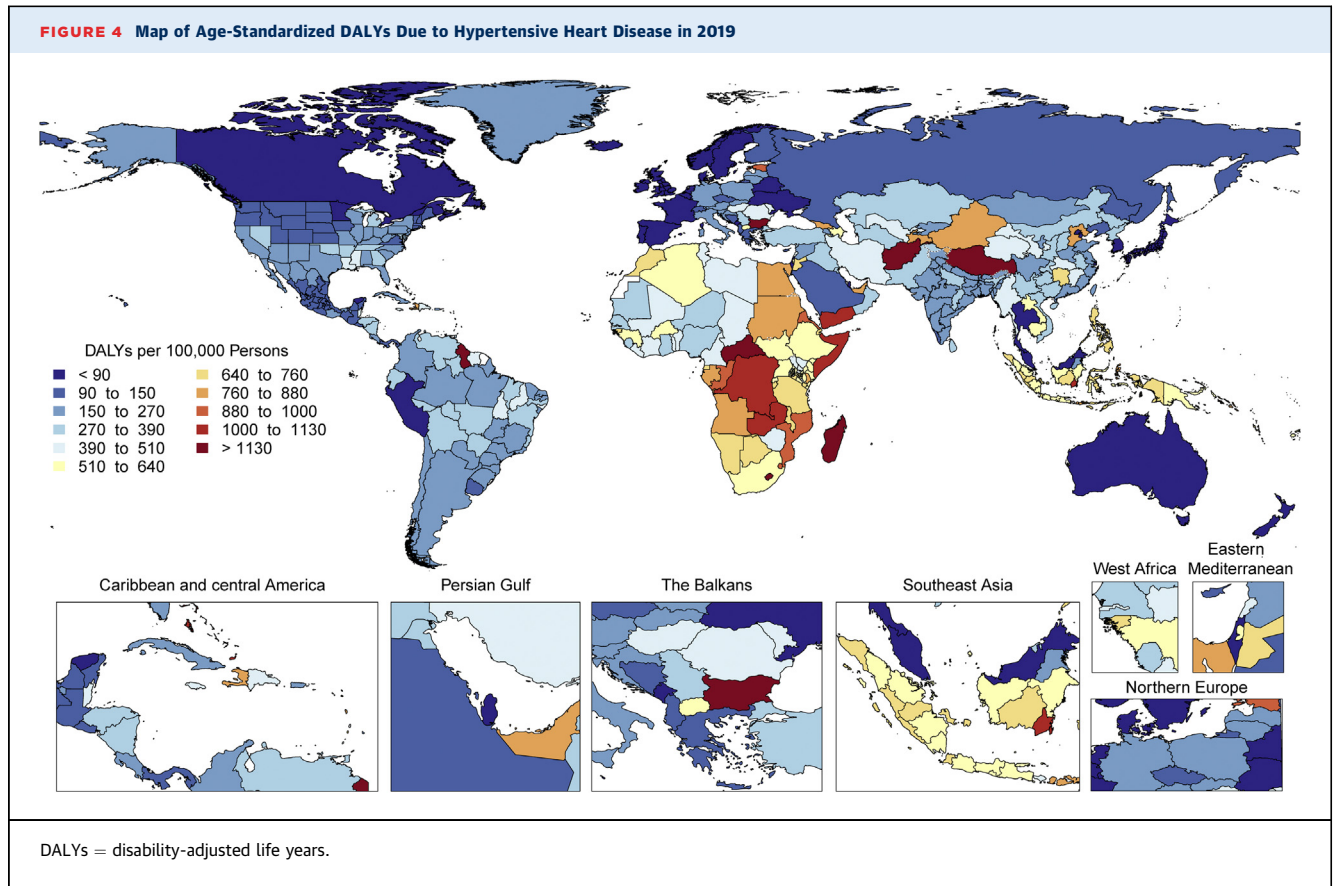 FIGURE 4 Map of Age-Standardized DALYs Due to Hypertensive Heart Disease in 2019
DALYs per 100,000 Persons
< 90
90 to 150
150 to 270
270 to 390
390 to 510
510 to 640
640 to 760
760 to 880
880 to 1000
1000 to 1130
> 1130
Caribbean and central America
Persian Gulf
The Balkans
Southeast Asia
West Africa
Eastern
Mediterranean
Northern Europe
DALYs = disability-adjusted life years.